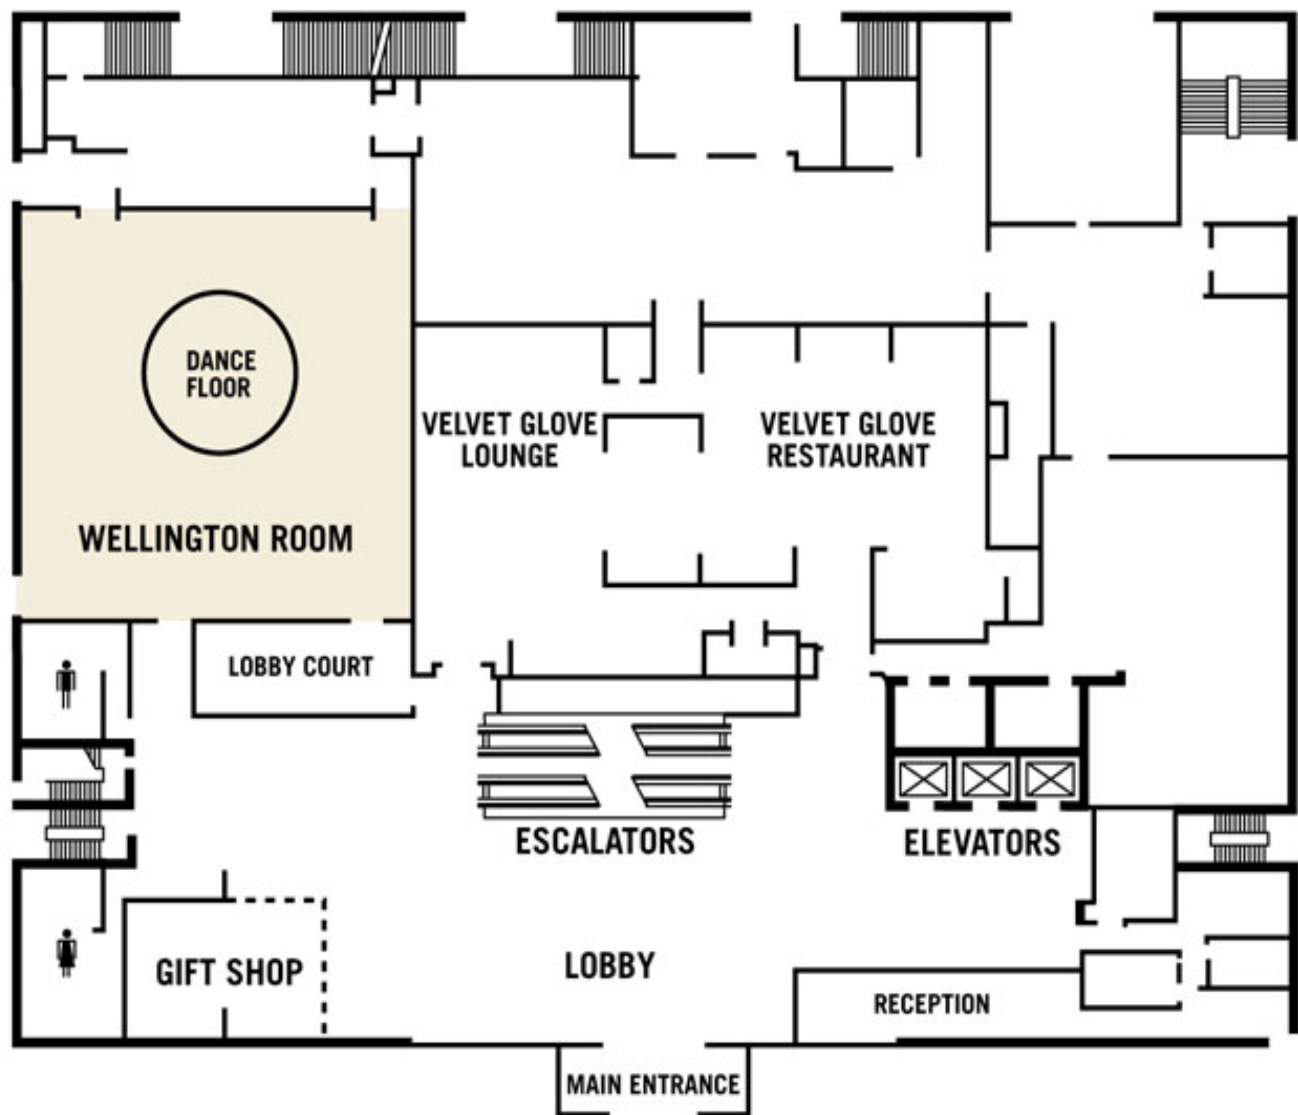 DANCE
FLOOR
VELVET GLOVE
LOUNGE
VELVET GLOVE
RESTAURANT
WELLINGTON ROOM
LOBBY COURT
ESCALATORS
ELEVATORS
GIFT SHOP
LOBBY
RECEPTION
MAIN ENTRANCE